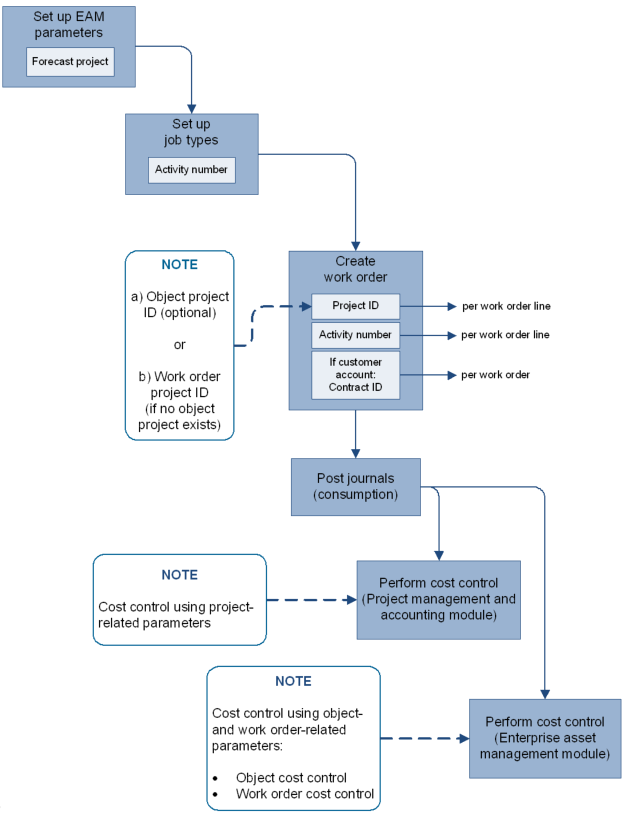 Set up EAM
parameters
Forecast project
Set up
job types
Activity number
NOTE
a) Object project
ID (optional)
or
b) Work order
project ID
(if no object
project exists)
Create
work order
Project ID
per work order line
Activity number
per work order line
If customer
account:
Contract ID
per work order
Post journals
(consumption)
NOTE
Cost control using project-
related parameters
Perform cost control
(Project management and
accounting module)
NOTE
Cost control using object-
and work order-related
parameters:
• Object cost control
• Work order cost control
Perform cost control
(Enterprise asset
management module)